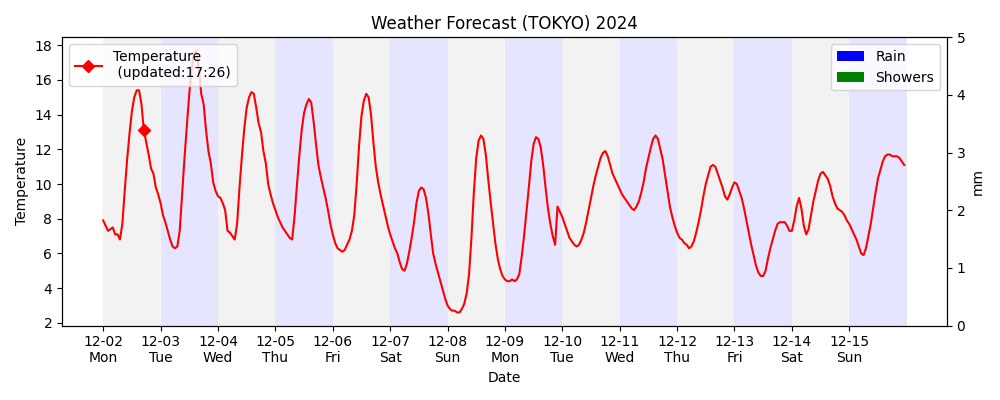 Weather Forecast (TOKYO) 2024
Temperature
(updated:17:26)
Rain
Showers
Temperature
18
16
14
12
10
8
6
4
2
5
4
3
2
1
0
mm
12-02 12-03 12-04 12-05 12-06 12-07 12-08 12-09 12-10 12-11 12-12 12-13 12-14 12-15
Mon Tue Wed Thu Fri Sat Sun Mon Tue Wed Thu Fri Sat Sun
Date